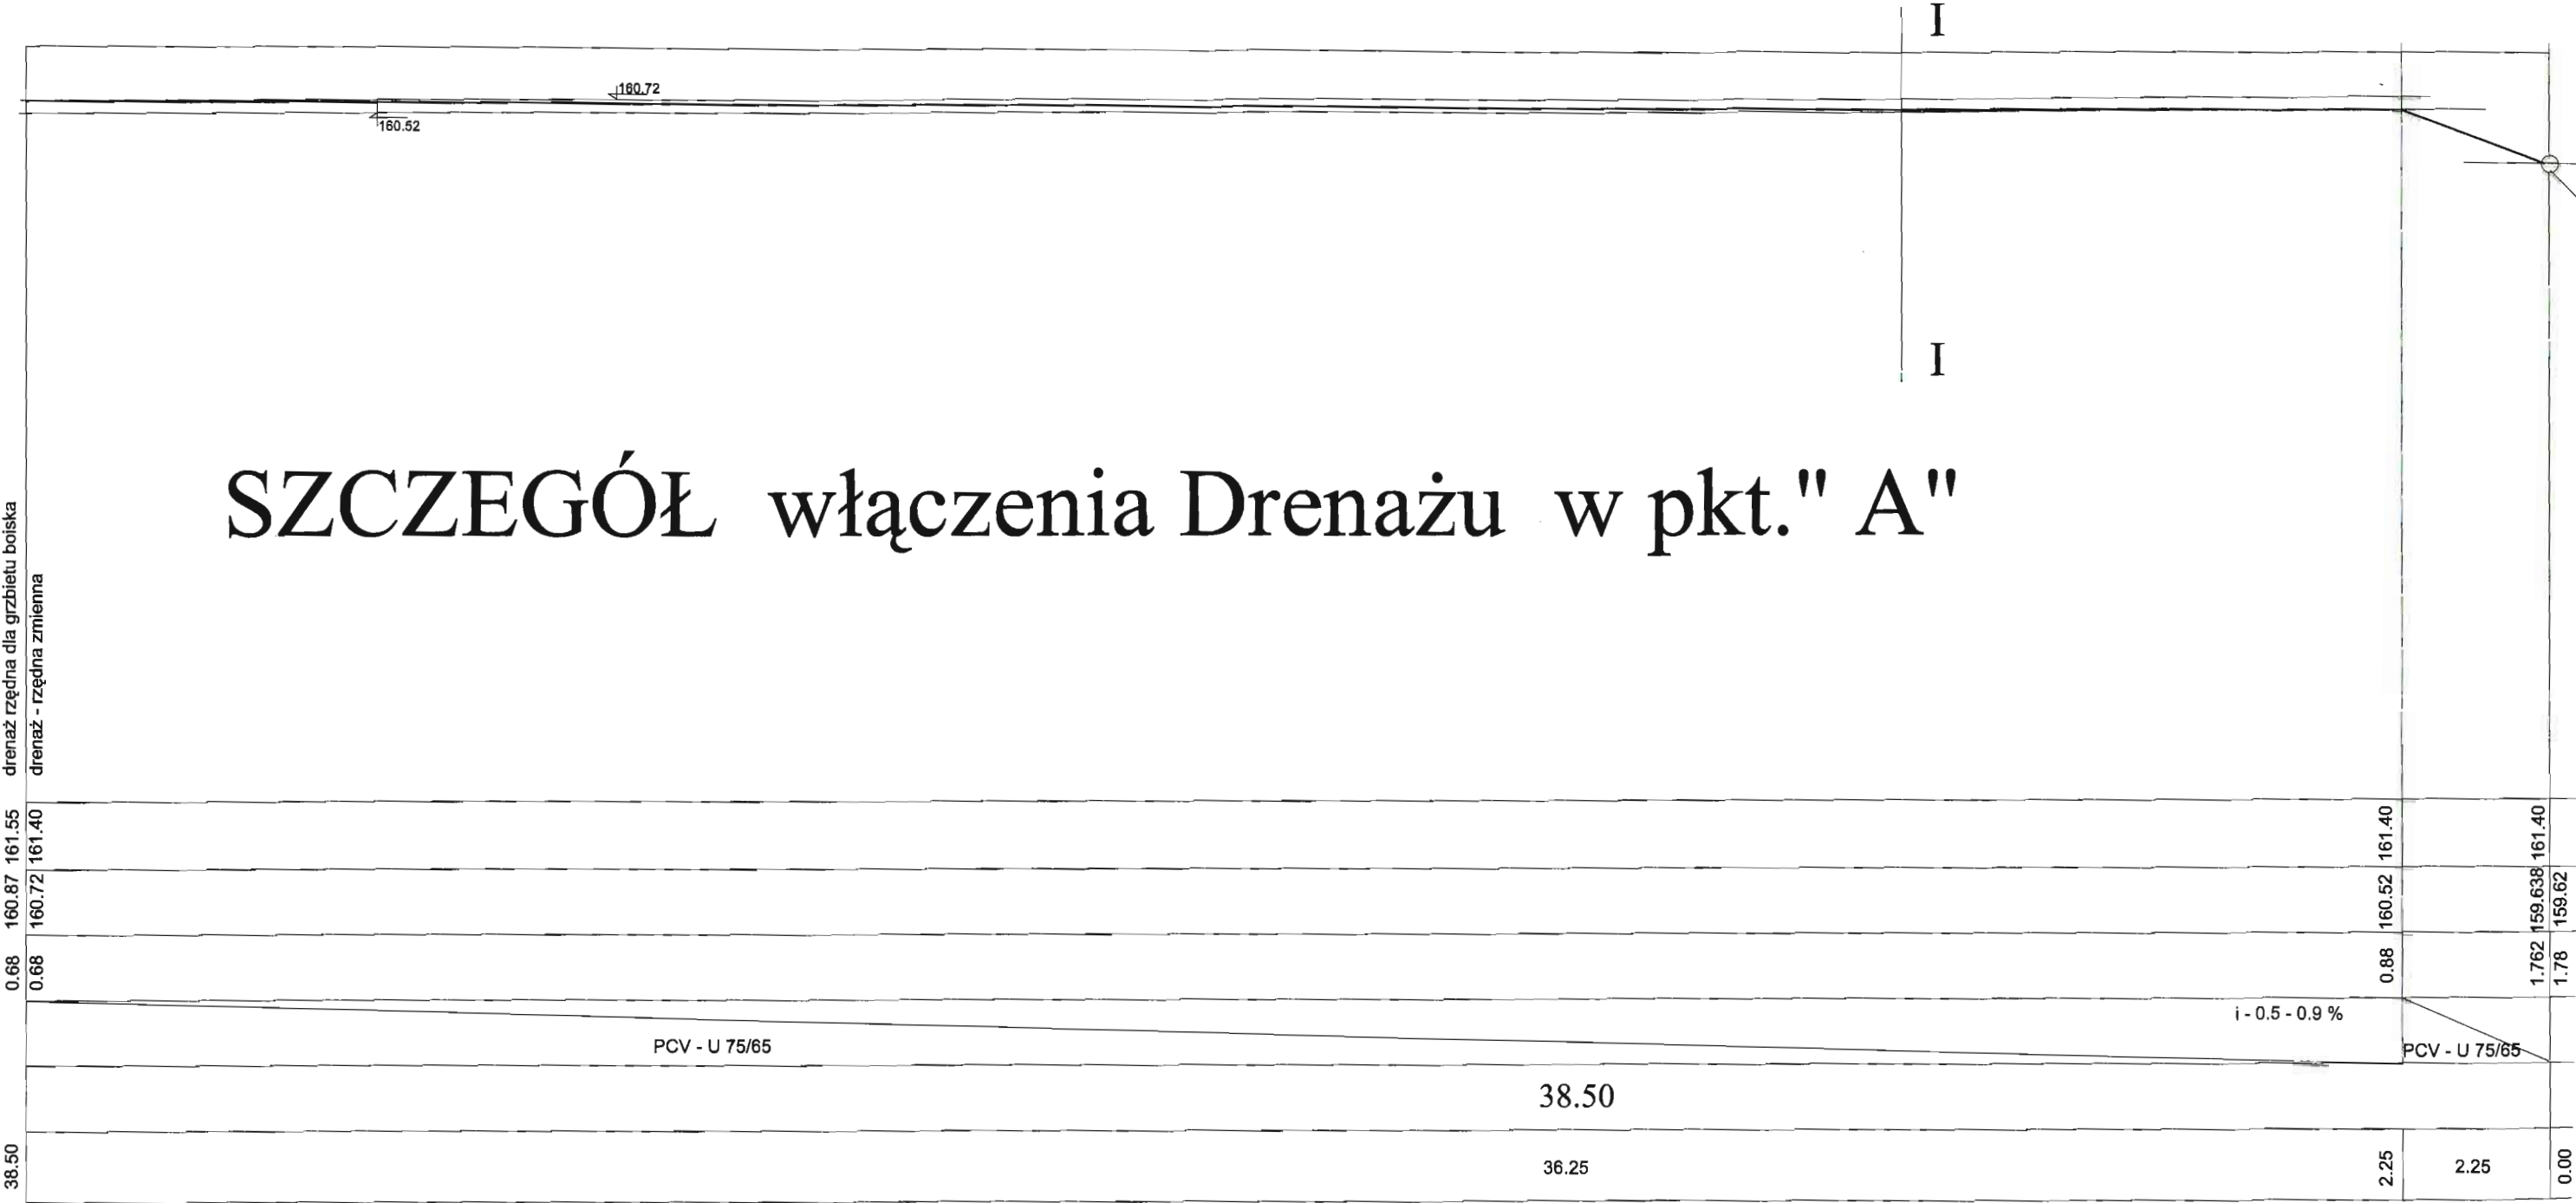 I
160.72
160.52
I
SZCZEGÓŁ włączenia Drenażu w pkt." A"
drenaż rzędna dla grzbietu boiska
drenaż - rzędna zmienna
161.55
161.40
161.40
161.40
160.87
160.72
160.52
159.638
159.62
0.68
0.68
0.88
1.762
1.78
i - 0.5 - 0.9 %
PCV - U 75/65
PCV - U 75/65
38.50
38.50
36.25
2.25
2.25
0.00